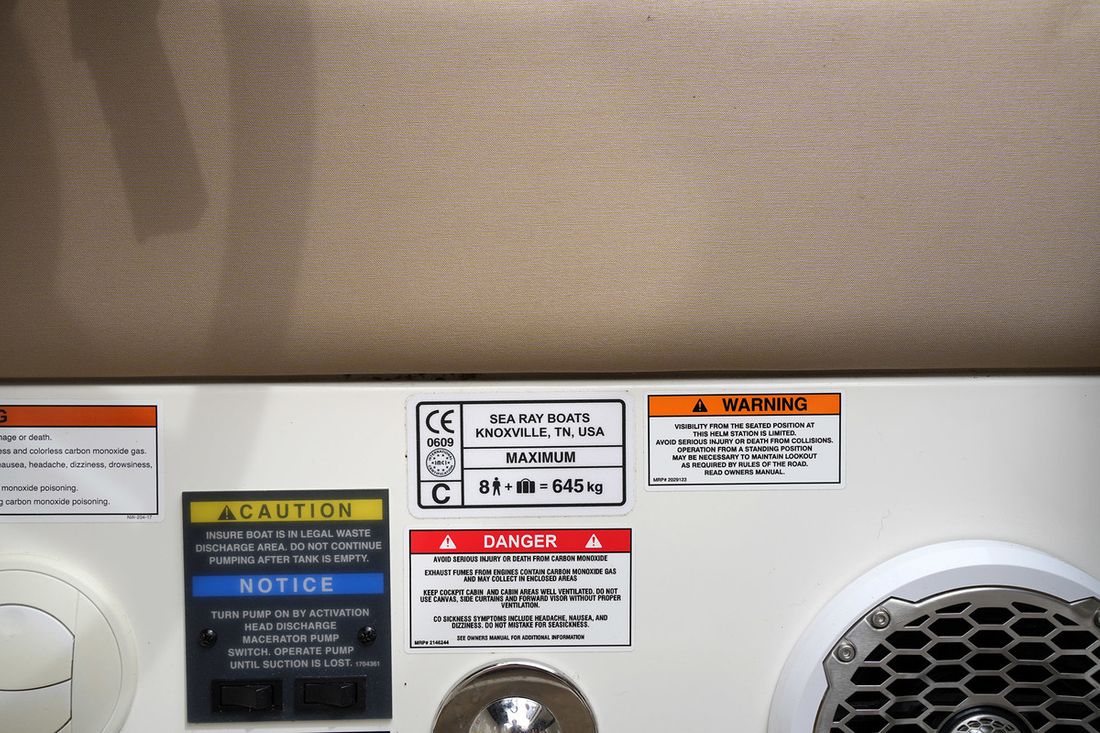 G
nage or death.
ess and colorless carbon monoxide gas.
ausea, headache, dizziness, drowsiness,
monoxide poisoning.
g carbon monoxide poisoning.
CAUTION
INSURE BOAT IS IN LEGAL WASTE
DISCHARGE AREA. DO NOT CONTINUE
PUMPING AFTER TANK IS EMPTY.
NOTICE
TURN PUMP ON BY ACTIVATION
HEAD DISCHARGE
MACERATOR PUMP
SWITCH. OPERATE PUMP
UNTIL SUCTION IS LOST. 1704361
CE
0609
IMCI
C
SEA RAY BOATS
KNOXVILLE, TN, USA
MAXIMUM
8 + = 645 kg
DANGER
AVOID SERIOUS INJURY OR DEATH FROM CARBON MONOXIDE
EXHAUST FUMES FROM ENGINES CONTAIN CARBON MONOXIDE GAS
AND MAY COLLECT IN ENCLOSED AREAS
KEEP COCKPIT CABIN AND CABIN AREAS WELL VENTILATED. DO NOT
USE CANVAS, SIDE CURTAINS AND FORWARD VISOR WITHOUT PROPER
VENTILATION.
CO SICKNESS SYMPTOMS INCLUDE HEADACHE, NAUSEA, AND
DIZZINESS. DO NOT MISTAKE FOR SEASICKNESS.
SEE OWNERS MANUAL FOR ADDITIONAL INFORMATION
MRP# 2146244
WARNING
VISIBILITY FROM THE SEATED POSITION AT
THIS HELM STATION IS LIMITED.
AVOID SERIOUS INJURY OR DEATH FROM COLLISIONS.
OPERATION FROM A STANDING POSITION
MAY BE NECESSARY TO MAINTAIN LOOKOUT
AS REQUIRED BY RULES OF THE ROAD.
READ OWNERS MANUAL.
MRP# 2029123